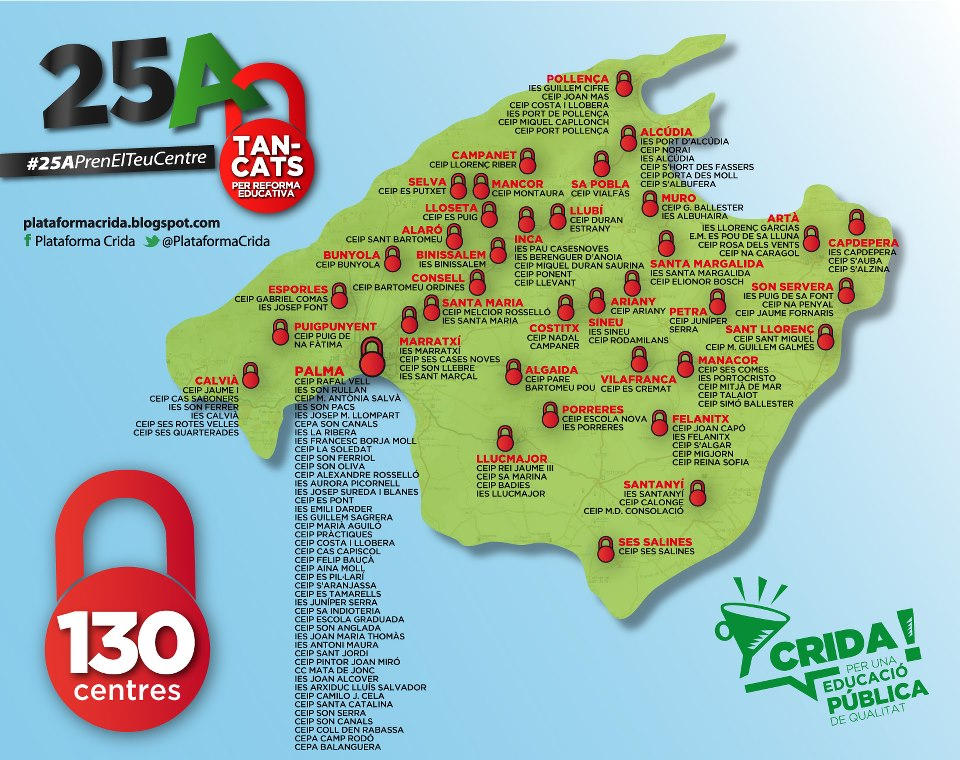 25A
#25APrenElTeuCentre
TAN-
CATS
PER REFORMA
EDUCATIVA
plataformacrida.blogspot.com
f Plataforma Crida @PlataformaCrida
POLLENÇA
IES GUILLEM CIFRE
CEIP JOAN MAS
CEIP COSTA I LLOBERA
IES PORT DE POLLENÇA
CEIP MIQUEL CAPLLONCH
CEIP PORT POLLENÇA
ALCÚDIA
IES PORT D'ALCÚDIA
CEIP NORAI
IES ALCÚDIA
CEIP S'HORT DES FASSERS
CEIP PORTA DES MOLL
CEIP S'ALBUFERA
CAMPANET
CEIP LLORENÇ RIBER
SA POBLA
CEIP VIALFÀS
SELVA
CEIP ES PUTXET
MANCOR
CEIP MONTAURA
MURO
CEIP G. BALLESTER
IES ALBUHAIRA
LLOSETA
CEIP ES PUIG
LLUBÍ
CEIP DURAN
ESTRANY
ARTÀ
IES LLORENÇ GARCIAS
E.M. ES POU DE SA LLUNA
CEIP ROSA DELS VENTS
CEIP NA CARAGOL
CAPDEPERA
IES CAPDEPERA
CEIP S'AUBA
CEIP S'ALZINA
ALARÓ
CEIP SANT BARTOMEU
INCA
IES PAU CASESNOVES
IES BERENGUER D'ANOIA
CEIP MIQUEL DURAN SAURINA
CEIP PONENT
CEIP LLEVANT
BUNYOLA
CEIP BUNYOLA
BINISSALEM
IES BINISSALEM
SANTA MARGALIDA
IES SANTA MARGALIDA
CEIP ELIONOR BOSCH
CONSELL
CEIP BARTOMEU ORDINES
SON SERVERA
IES PUIG DE SA FONT
CEIP NA PENYAL
CEIP JAUME FORNARIS
ESPORLES
CEIP GABRIEL COMAS
IES JOSEP FONT
SANTA MARIA
CEIP MELCIOR ROSSELLÓ
IES SANTA MARIA
ARIANY
CEIP ARIANY
PETRA
CEIP JUNÍPER
SERRA
PUIGPUNYENT
CEIP PUIG DE
NA FÀTIMA
COSTITX
CEIP NADAL
CAMPANER
SINEU
IES SINEU
CEIP RODAMILANS
SANT LLORENÇ
CEIP SANT MIQUEL
CEIP M. GUILLEM GALMÉS
MARRATXÍ
IES MARRATXÍ
CEIP SES CASES NOVES
CEIP SON LLEBRE
IES SANT MARÇAL
MANACOR
CEIP SES COMES
IES PORTOCRISTO
CEIP MITJÀ DE MAR
CEIP TALAIOT
CEIP SIMÓ BALLESTER
ALGAIDA
CEIP PARE
BARTOMEU POU
VILAFRANCA
CEIP ES CREMAT
CALVIÀ
CEIP JAUME I
CEIP CAS SABONERS
IES SON FERRER
IES CALVIÀ
CEIP SES ROTES VELLES
CEIP SES QUARTERADES
PORRERES
CEIP ESCOLA NOVA
IES PORRERES
FELANITX
CEIP JOAN CAPÓ
IES FELANITX
CEIP S'ALGAR
CEIP MIGJORN
CEIP REINA SOFIA
LLUCMAJOR
CEIP REI JAUME III
CEIP SA MARINA
CEIP BADIES
IES LLUCMAJOR
SANTANYÍ
IES SANTANYÍ
CEIP CALONGE
CEIP M.D. CONSOLACIÓ
SES SALINES
CEIP SES SALINES
PALMA
CEIP RAFAL VELL
IES SON RULLAN
CEIP M. ANTÒNIA SALVÀ
IES SON PACS
IES JOSEP M. LLOMPART
CEPA SON CANALS
IES LA RIBERA
IES FRANCESC BORJA MOLL
CEIP LA SOLEDAT
CEIP SON FERRIOL
CEIP SON OLIVA
CEIP ALEXANDRE ROSSELLÓ
IES AURORA PICORNELL
IES JOSEP SUREDA I BLANES
CEIP ES PONT
IES EMILI DARDER
IES GUILLEM SAGRERA
CEIP MARIÀ AGUILÓ
CEIP PRÀCTIQUES
CEIP COSTA I LLOBERA
CEIP CAS CAPISCOL
CEIP FELIP BAUÇÀ
CEIP AINA MOLL
CEIP ES PIL·LARÍ
CEIP S'ARANJASSA
CEIP ES TAMARELLS
IES JUNÍPER SERRA
CEIP SA INDIOTERIA
CEIP ESCOLA GRADUADA
CEIP SON ANGLADA
IES JOAN MARIA THOMÀS
IES ANTONI MAURA
CEIP SANT JORDI
CEIP PINTOR JOAN MIRÓ
CC MATA DE JONC
IES JOAN ALCOVER
IES ARXIDUC LLUÍS SALVADOR
CEIP CAMILO J. CELA
CEIP SANTA CATALINA
CEIP SON SERRA
CEIP SON CANALS
CEIP COLL DEN RABASSA
CEPA CAMP RODÓ
CEPA BALANGUERA
130
centres
CRIDA!
PER UNA
EDUCACIÓ
PÚBLICA
DE QUALITAT